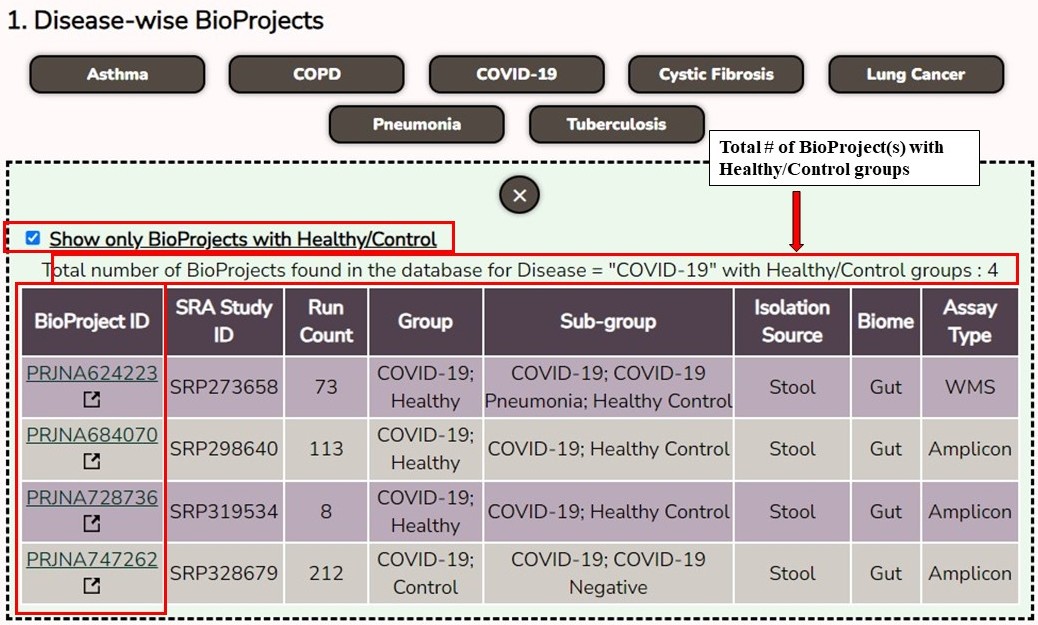 1. Disease-wise BioProjects
Asthma
COPD
COVID-19
Cystic Fibrosis
Lung Cancer
Pneumonia
Tuberculosis
Total # of BioProject(s) with
Healthy/Control groups
Show only BioProjects with Healthy/Control
Total number of BioProjects found in the database for Disease = "COVID-19" with Healthy/Control groups : 4
BioProject ID
SRA Study
ID
Run
Count
Group
Sub-group
Isolation
Source
Biome
Assay
Type
PRJNA624223
SRP273658
73
COVID-19;
Healthy
COVID-19; COVID-19
Pneumonia; Healthy Control
Stool
Gut
WMS
PRJNA684070
SRP298640
113
COVID-19;
Healthy
COVID-19; Healthy Control
Stool
Gut
Amplicon
PRJNA728736
SRP319534
8
COVID-19;
Healthy
COVID-19; Healthy Control
Stool
Gut
Amplicon
PRJNA747262
SRP328679
212
COVID-19;
Control
COVID-19; COVID-19
Negative
Stool
Gut
Amplicon